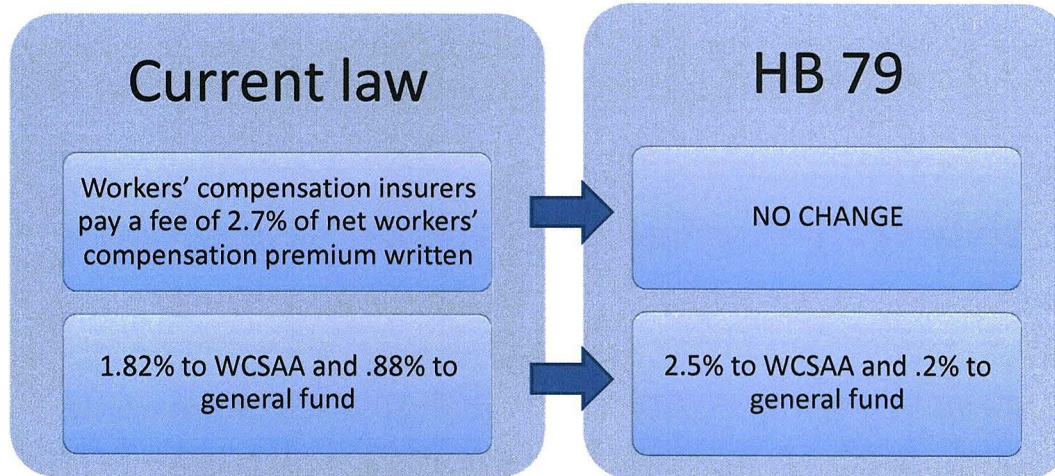 Current law
Workers' compensation insurers
pay a fee of 2.7% of net workers'
compensation premium written
1.82% to WCSAA and .88% to
general fund
HB 79
NO CHANGE
2.5% to WCSAA and .2% to
general fund